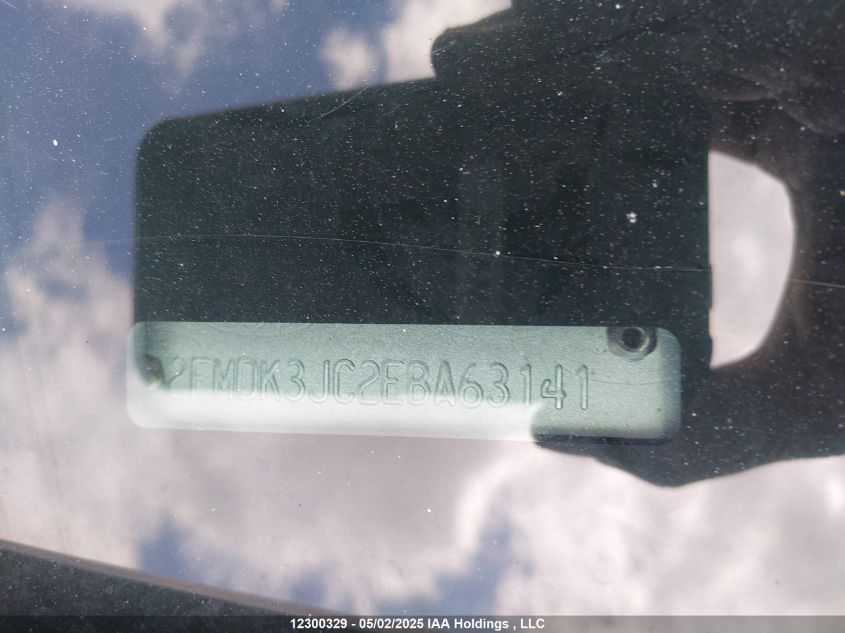 2FMDK3JC2EBA63141
12300329 - 05/02/2025 IAA Holdings , LLC